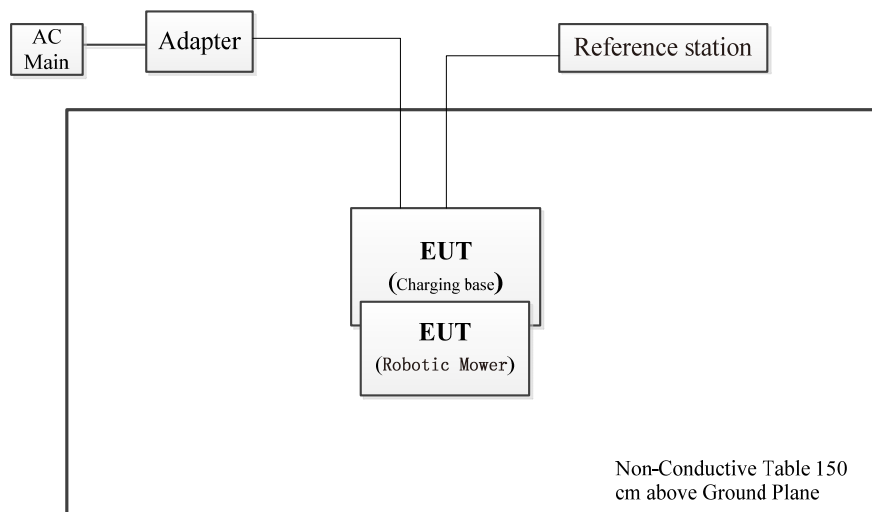 AC
Main
Adapter
Reference station
EUT
(Charging base)
EUT
(Robotic Mower)
Non-Conductive Table 150
cm above Ground Plane